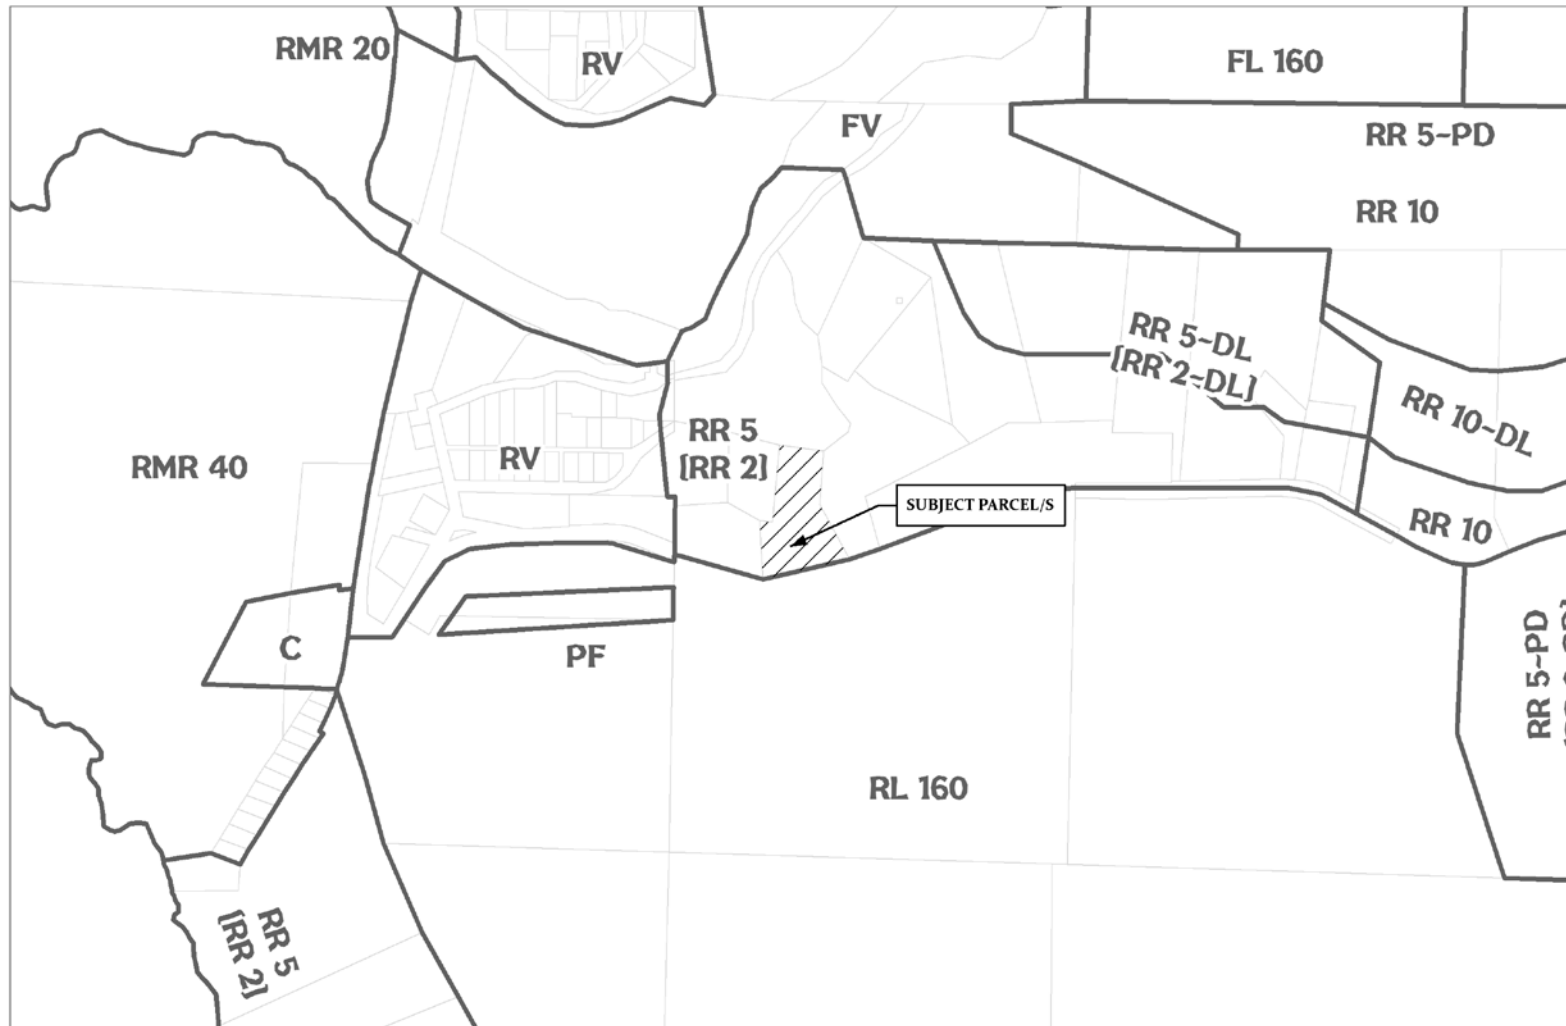 RMR 20
RV
FL 160
FV
RR 5-PD
RR 10
RR 5-DL
[RR 2-DL]
RR 10-DL
RR 5
[RR 2]
RMR 40
RV
SUBJECT PARCEL/S
RR 10
C
PF
RR 5-PD
RL 160
RR 5
[RR 2]